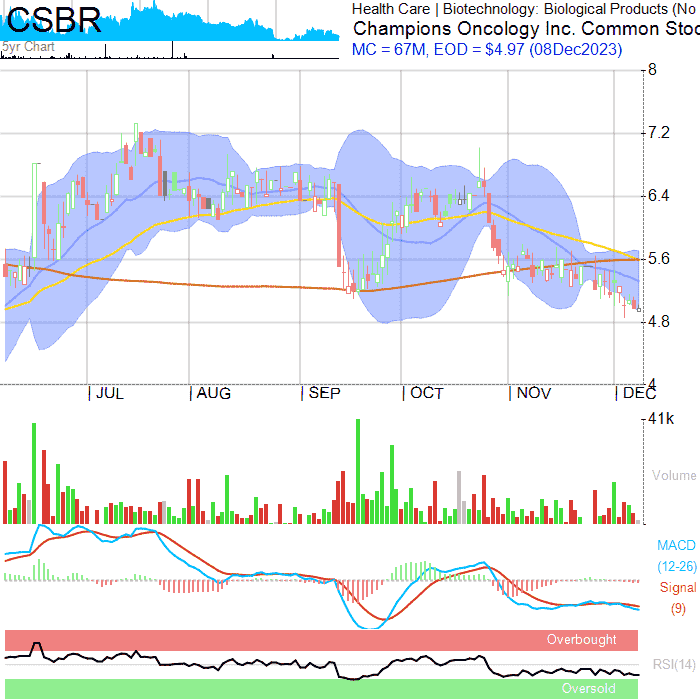 CSBR
5yr Chart
Health Care | Biotechnology: Biological Products (No
Champions Oncology Inc. Common Stoc
MC = 67M, EOD = $4.97 (08Dec2023)
8
7.2
6.4
5.6
4.8
4
JUL AUG SEP OCT NOV DEC
41k
Volume
MACD
(12-26)
Signal
(9)
Overbought
RSI(14)
Oversold